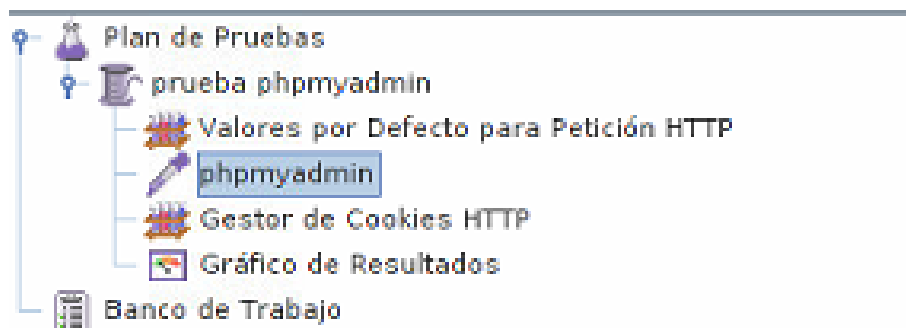 Plan de Pruebas
prueba phpmyadmin
Valores por Defecto para Petición HTTP
phpmyadmin
Gestor de Cookies HTTP
Gráfico de Resultados
Banco de Trabajo